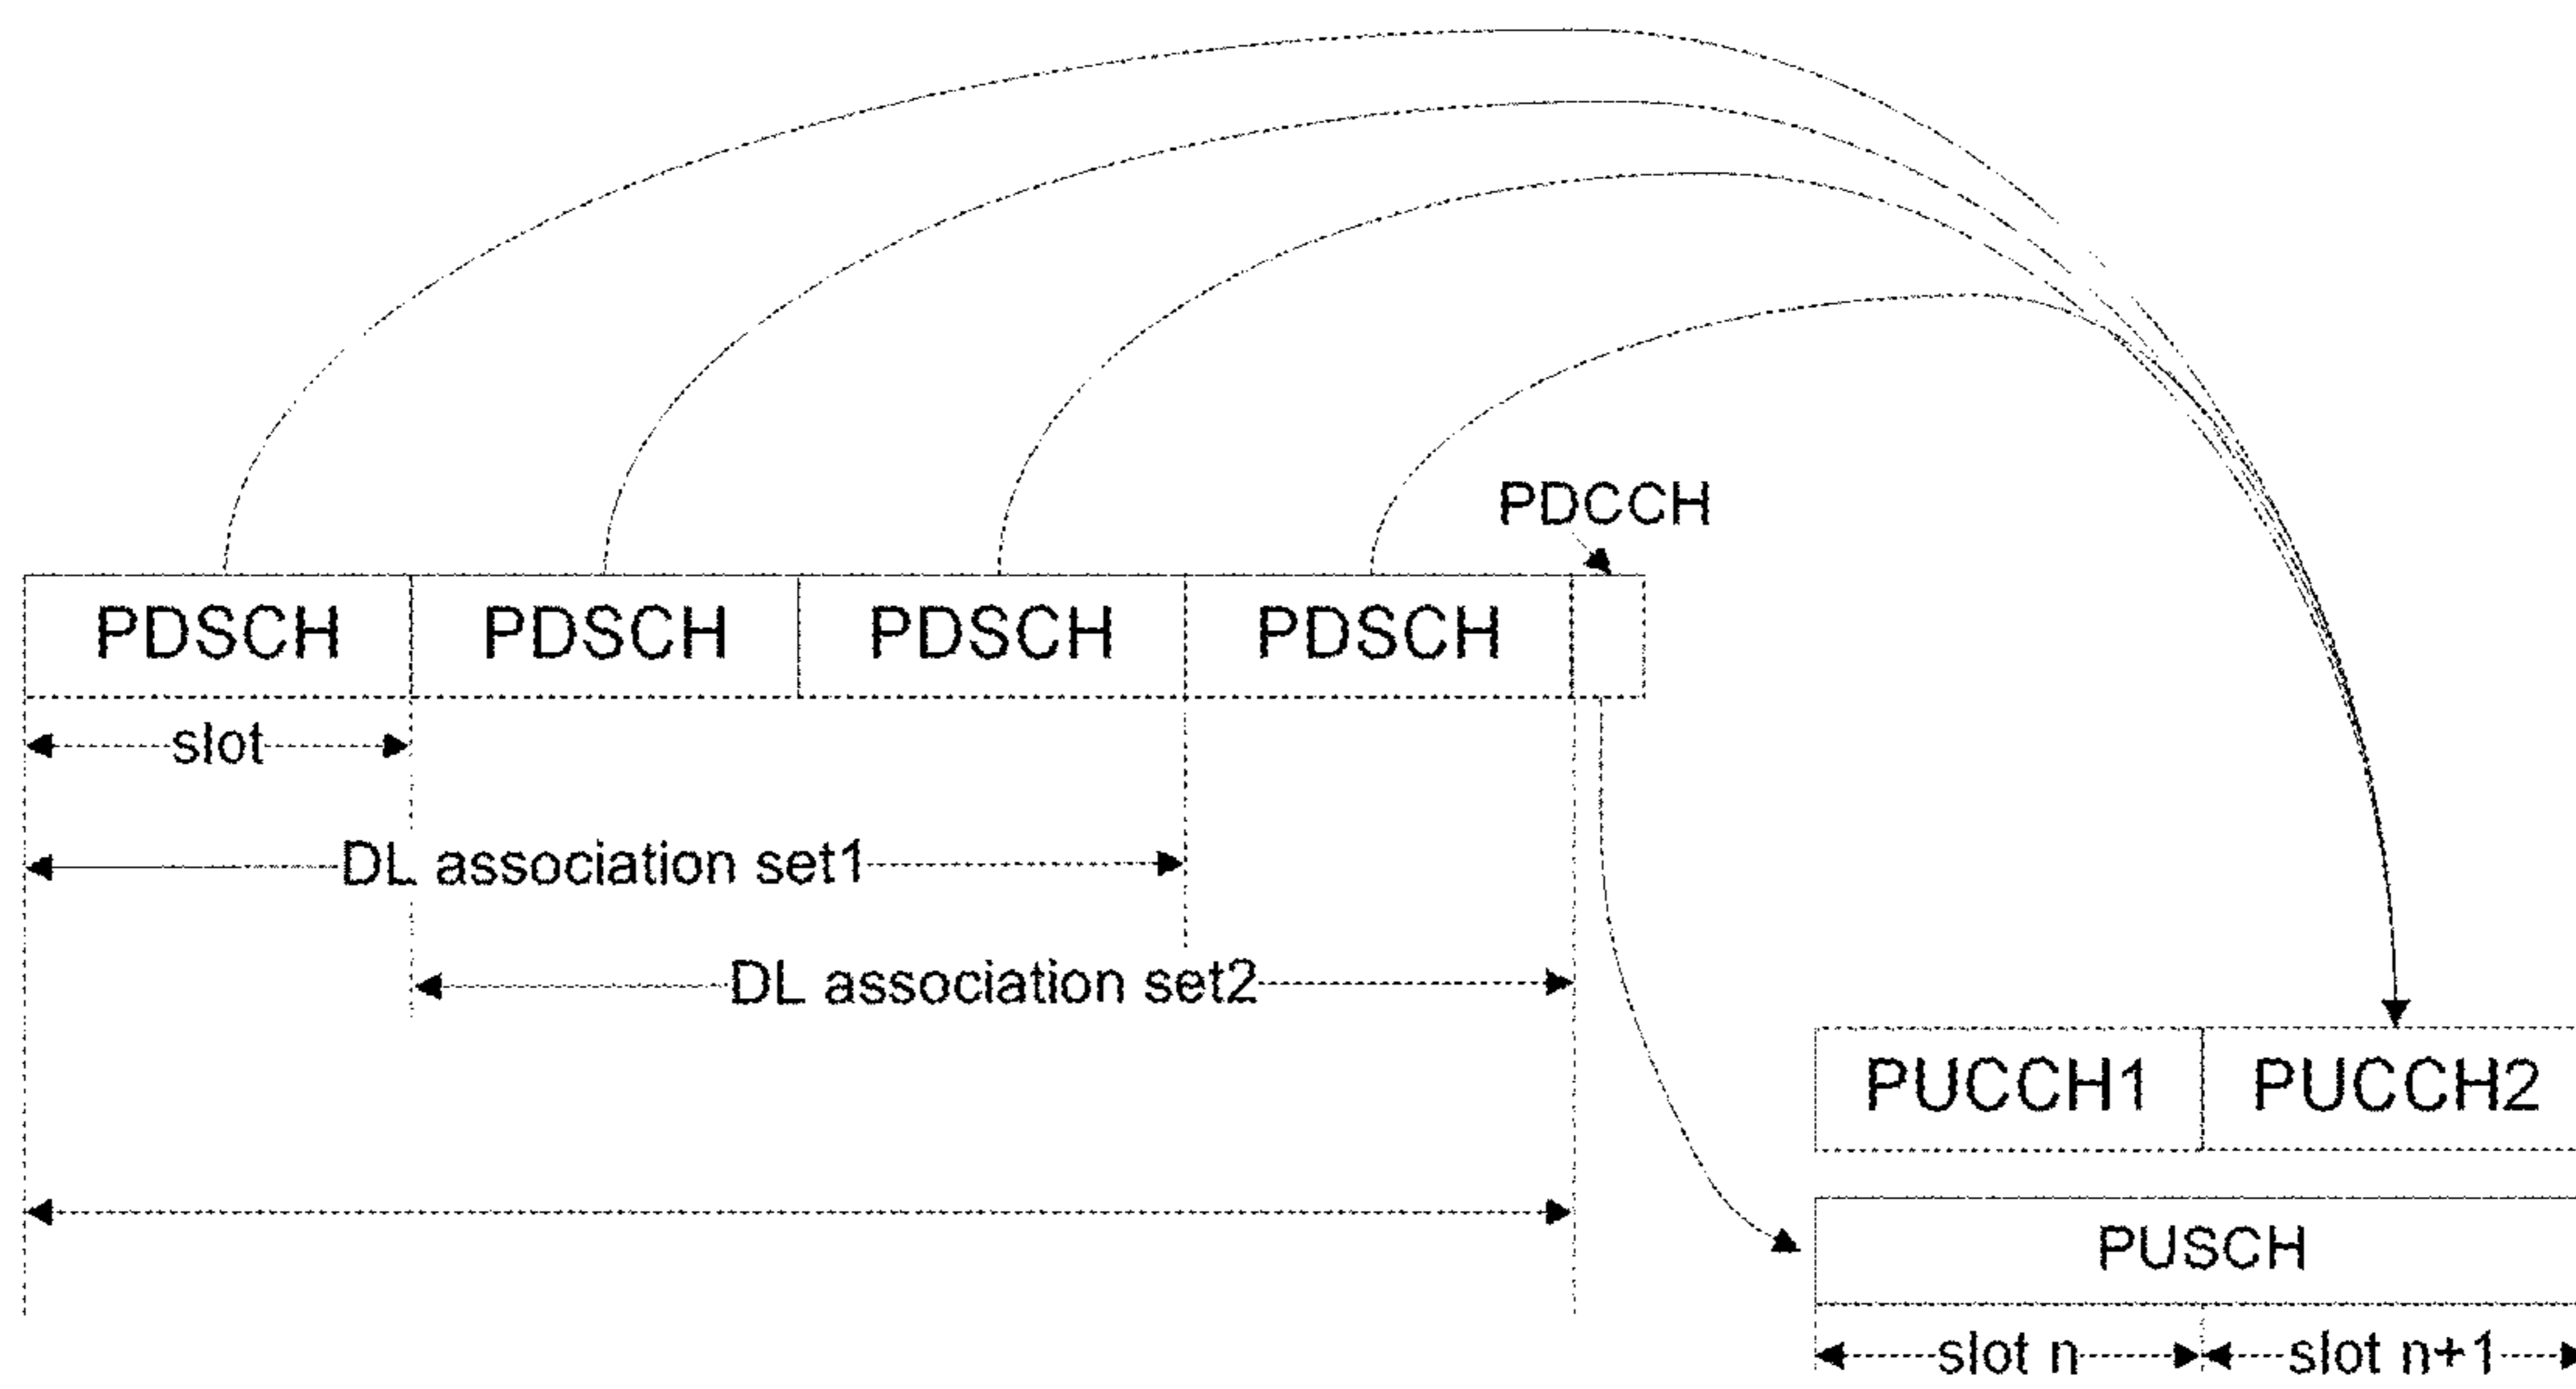 PDCCH
PDSCH PDSCH PDSCH PDSCH
slot
DL association set1
DL association set2
PUCCH1 PUCCH2
PUSCH
slot n slot n+1